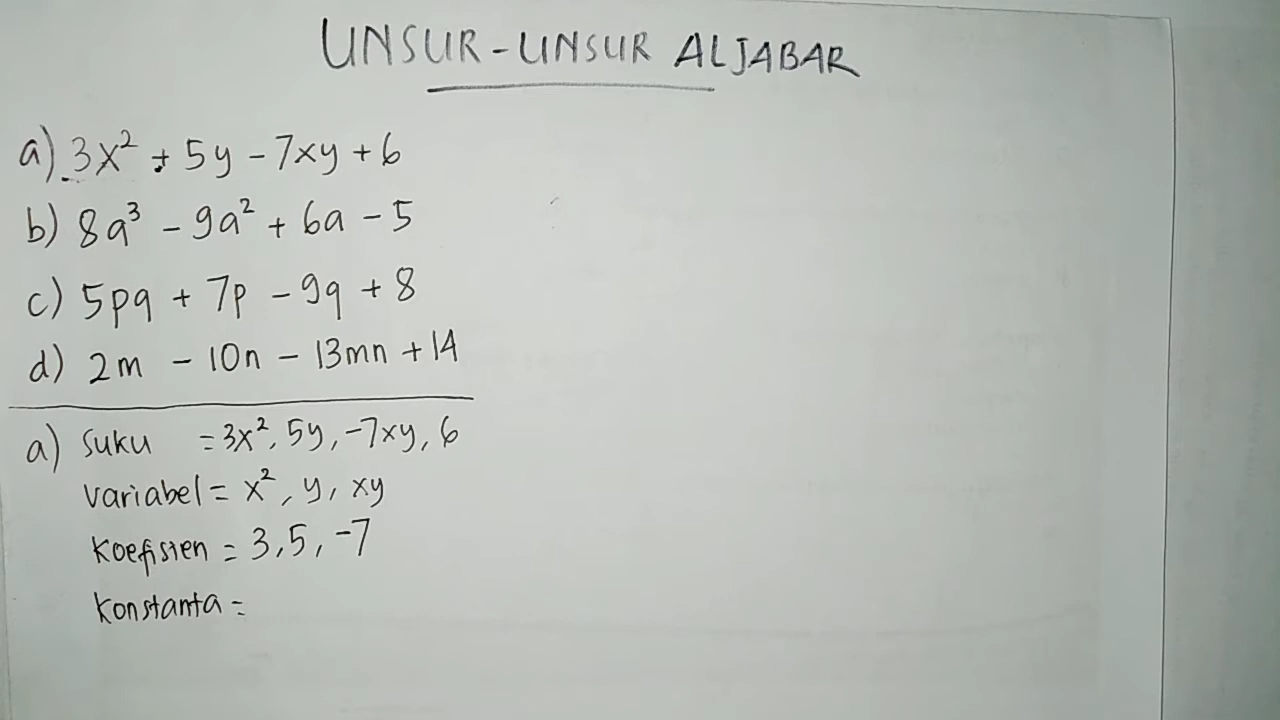 UNSUR-UNSUR ALJABAR
a) 3x² + 5y - 7xy + 6
b) 8a³ - 9a² + 6a - 5
c) 5pq + 7p - 9q + 8
d) 2m - 10n - 13mn + 14
a) suku = 3x², 5y, -7xy, 6
variabel = x², y, xy
koefisien = 3, 5, -7
konstanta =